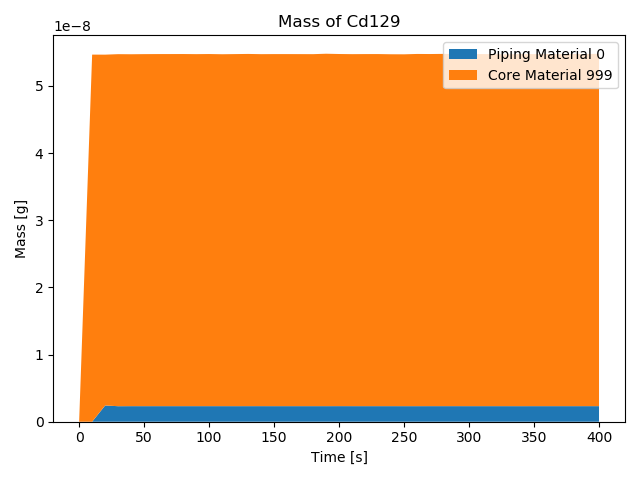 Mass of Cd129
1e−8
Piping Material 0
Core Material 999
5
4
3
2
1
0
Mass [g]
0 50 100 150 200 250 300 350 400
Time [s]